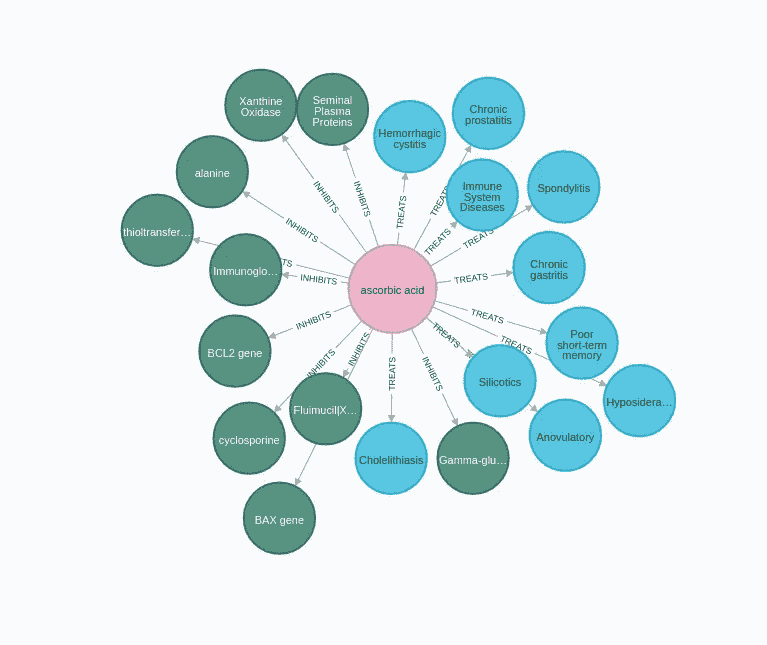 Xanthine
Oxidase
Seminal
Plasma
Proteins
Chronic
prostatitis
Hemorrhagic
cystitis
alanine
Immune
System
Diseases
Spondylitis
INHIBITS
INHIBITS
TREATS
TREATS
thioltransfer...
INHIBITS
TREATS
TREATS
Immunoglo...
TS
INHIBITS
ascorbic acid
TREATS
Chronic
gastritis
INHIBITS
TREATS
Poor
short-term
memory
BCL2 gene
INHIBITS
INHIBITS
TREATS
TREATS
INHIBITS
TREATS
Silicotics
Hyposidera...
Fluimucil|X...
cyclosporine
Cholelithiasis
Gamma-glu...
Anovulatory
BAX gene